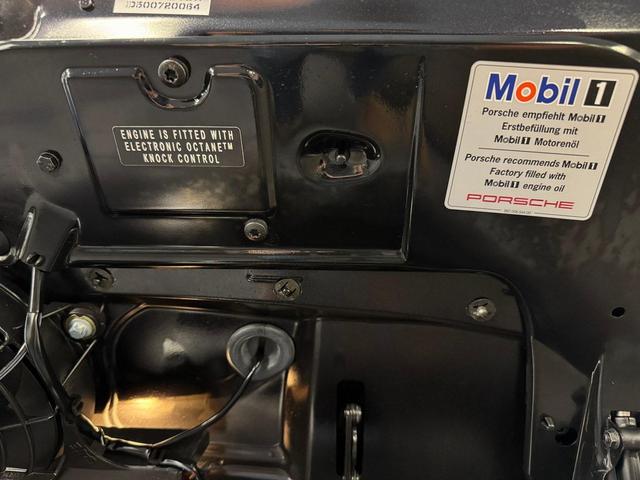 ID300720064
ENGINE IS FITTED WITH
ELECTRONIC OCTANE™
KNOCK CONTROL
Mobil 1
Porsche empfiehlt Mobil 1
Erstbefüllung mit
Mobil 1 Motorenöl
Porsche recommends Mobil 1
Factory filled with
Mobil 1 engine oil
PORSCHE